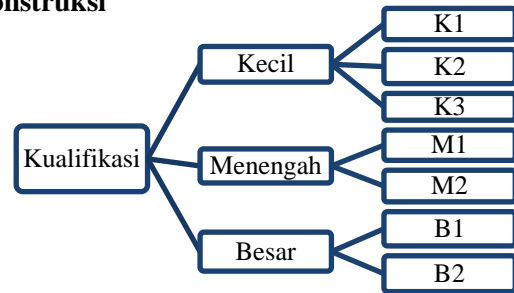 onstruksi
Kualifikasi
Kecil
K1
K2
K3
Menengah
M1
M2
Besar
B1
B2